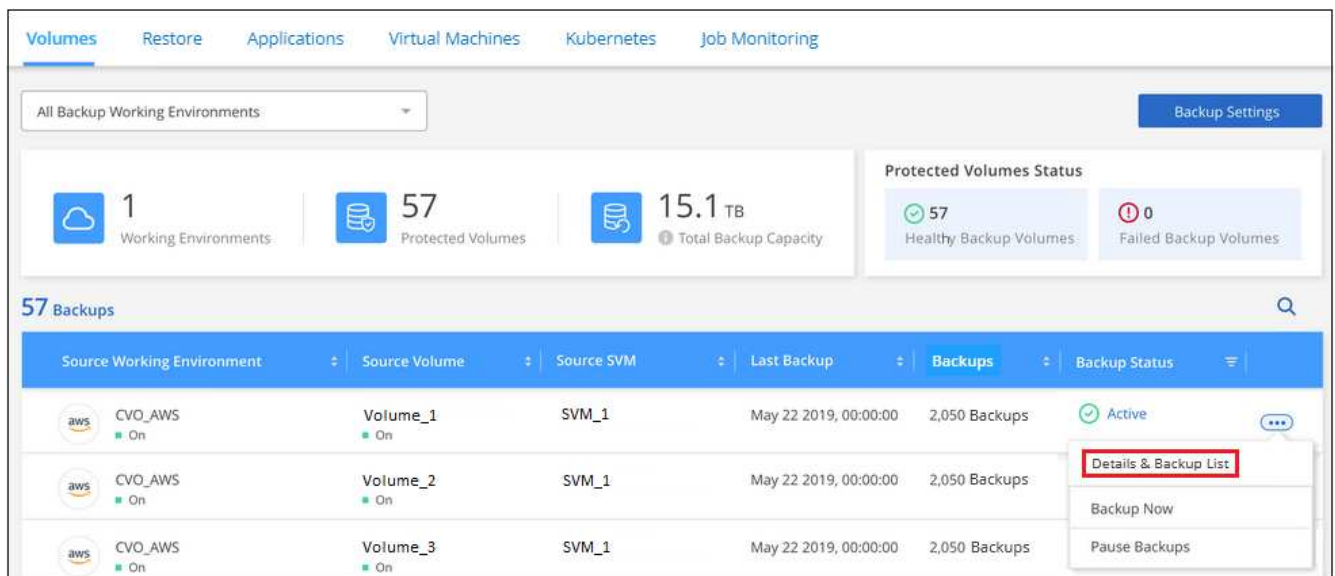 Volumes Restore Applications Virtual Machines Kubernetes Job Monitoring
All Backup Working Environments
Backup Settings
1
Working Environments
57
Protected Volumes
15.1 TB
Total Backup Capacity
Protected Volumes Status
57
Healthy Backup Volumes
0
Failed Backup Volumes
57 Backups
Source Working Environment Source Volume Source SVM Last Backup Backups Backup Status
aws CVO_AWS Volume_1 SVM_1 May 22 2019, 00:00:00 2,050 Backups Active
On On
Details & Backup List
aws CVO_AWS Volume_2 SVM_1 May 22 2019, 00:00:00 2,050 Backups
On On
Backup Now
aws CVO_AWS Volume_3 SVM_1 May 22 2019, 00:00:00 2,050 Backups
On On
Pause Backups